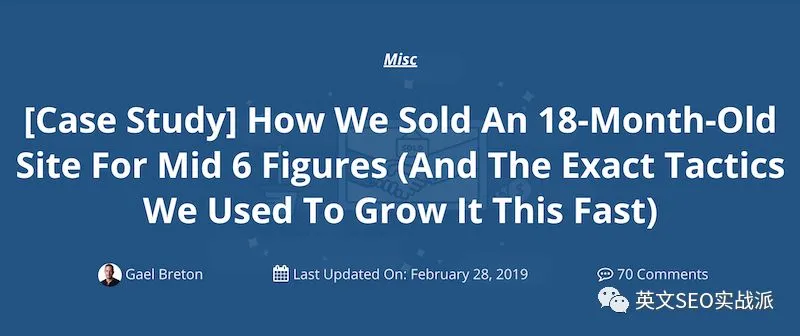 Misc
[Case Study] How We Sold An 18-Month-Old
Site For Mid 6 Figures (And The Exact Tactics
We Used To Grow It This Fast)
Gael Breton
Last Updated On: February 28, 2019
70 Comments
英文SEO实战派